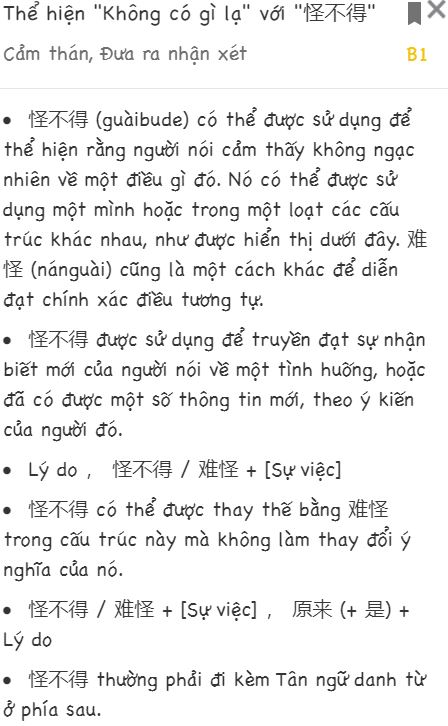 Thể hiện "Không có gì lạ" với "怪不得"
Cảm thán, Đưa ra nhận xét
B1
• 怪不得 (guàibude) có thể được sử dụng để
thể hiện rằng người nói cảm thấy không ngạc
nhiên về một điều gì đó. Nó có thể được sử
dụng một mình hoặc trong một loạt các cấu
trúc khác nhau, như được hiển thị dưới đây. 难
怪 (nánguài) cũng là một cách khác để diễn
đạt chính xác điều tương tự.
• 怪不得 được sử dụng để truyền đạt sự nhận
biết mới của người nói về một tình huống, hoặc
đã có được một số thông tin mới, theo ý kiến
của người đó.
• Lý do ， 怪不得 / 难怪 + [Sự việc]
• 怪不得 có thể được thay thế bằng 难怪
trong cấu trúc này mà không làm thay đổi ý
nghĩa của nó.
• 怪不得 / 难怪 + [Sự việc] ， 原来 (+ 是) +
Lý do
• 怪不得 thường phải đi kèm Tân ngữ danh từ
ở phía sau.